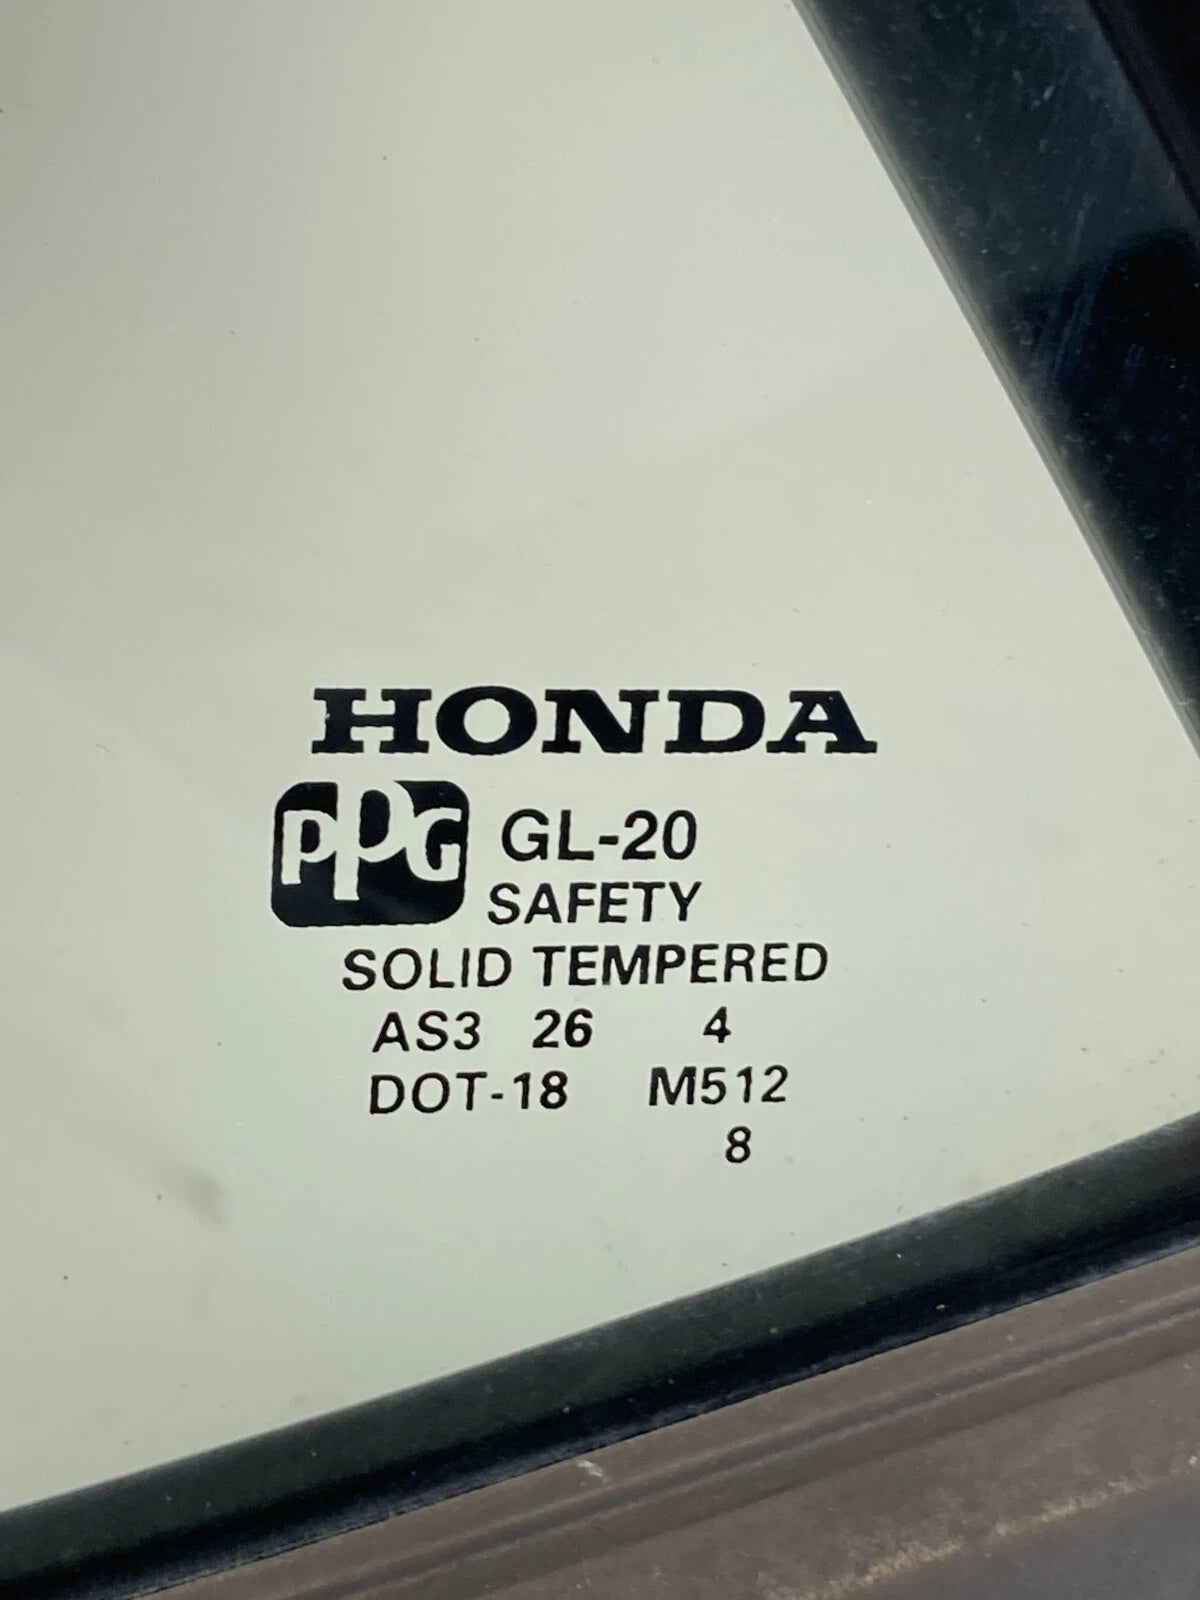 HONDA
PPG GL-20
SAFETY
SOLID TEMPERED
AS3 26 4
DOT-18 M512
8